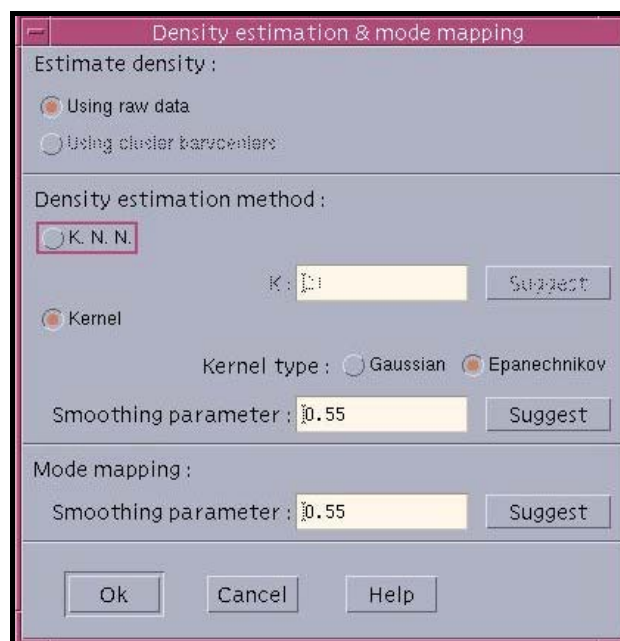 Density estimation & mode mapping
Estimate density :
Using raw data
Using cluster barycenters
Density estimation method :
K. N. N.
K :
Suggest
Kernel
Kernel type : Gaussian Epanechnikov
Smoothing parameter : 0.55 Suggest
Mode mapping :
Smoothing parameter : 0.55 Suggest
Ok Cancel Help